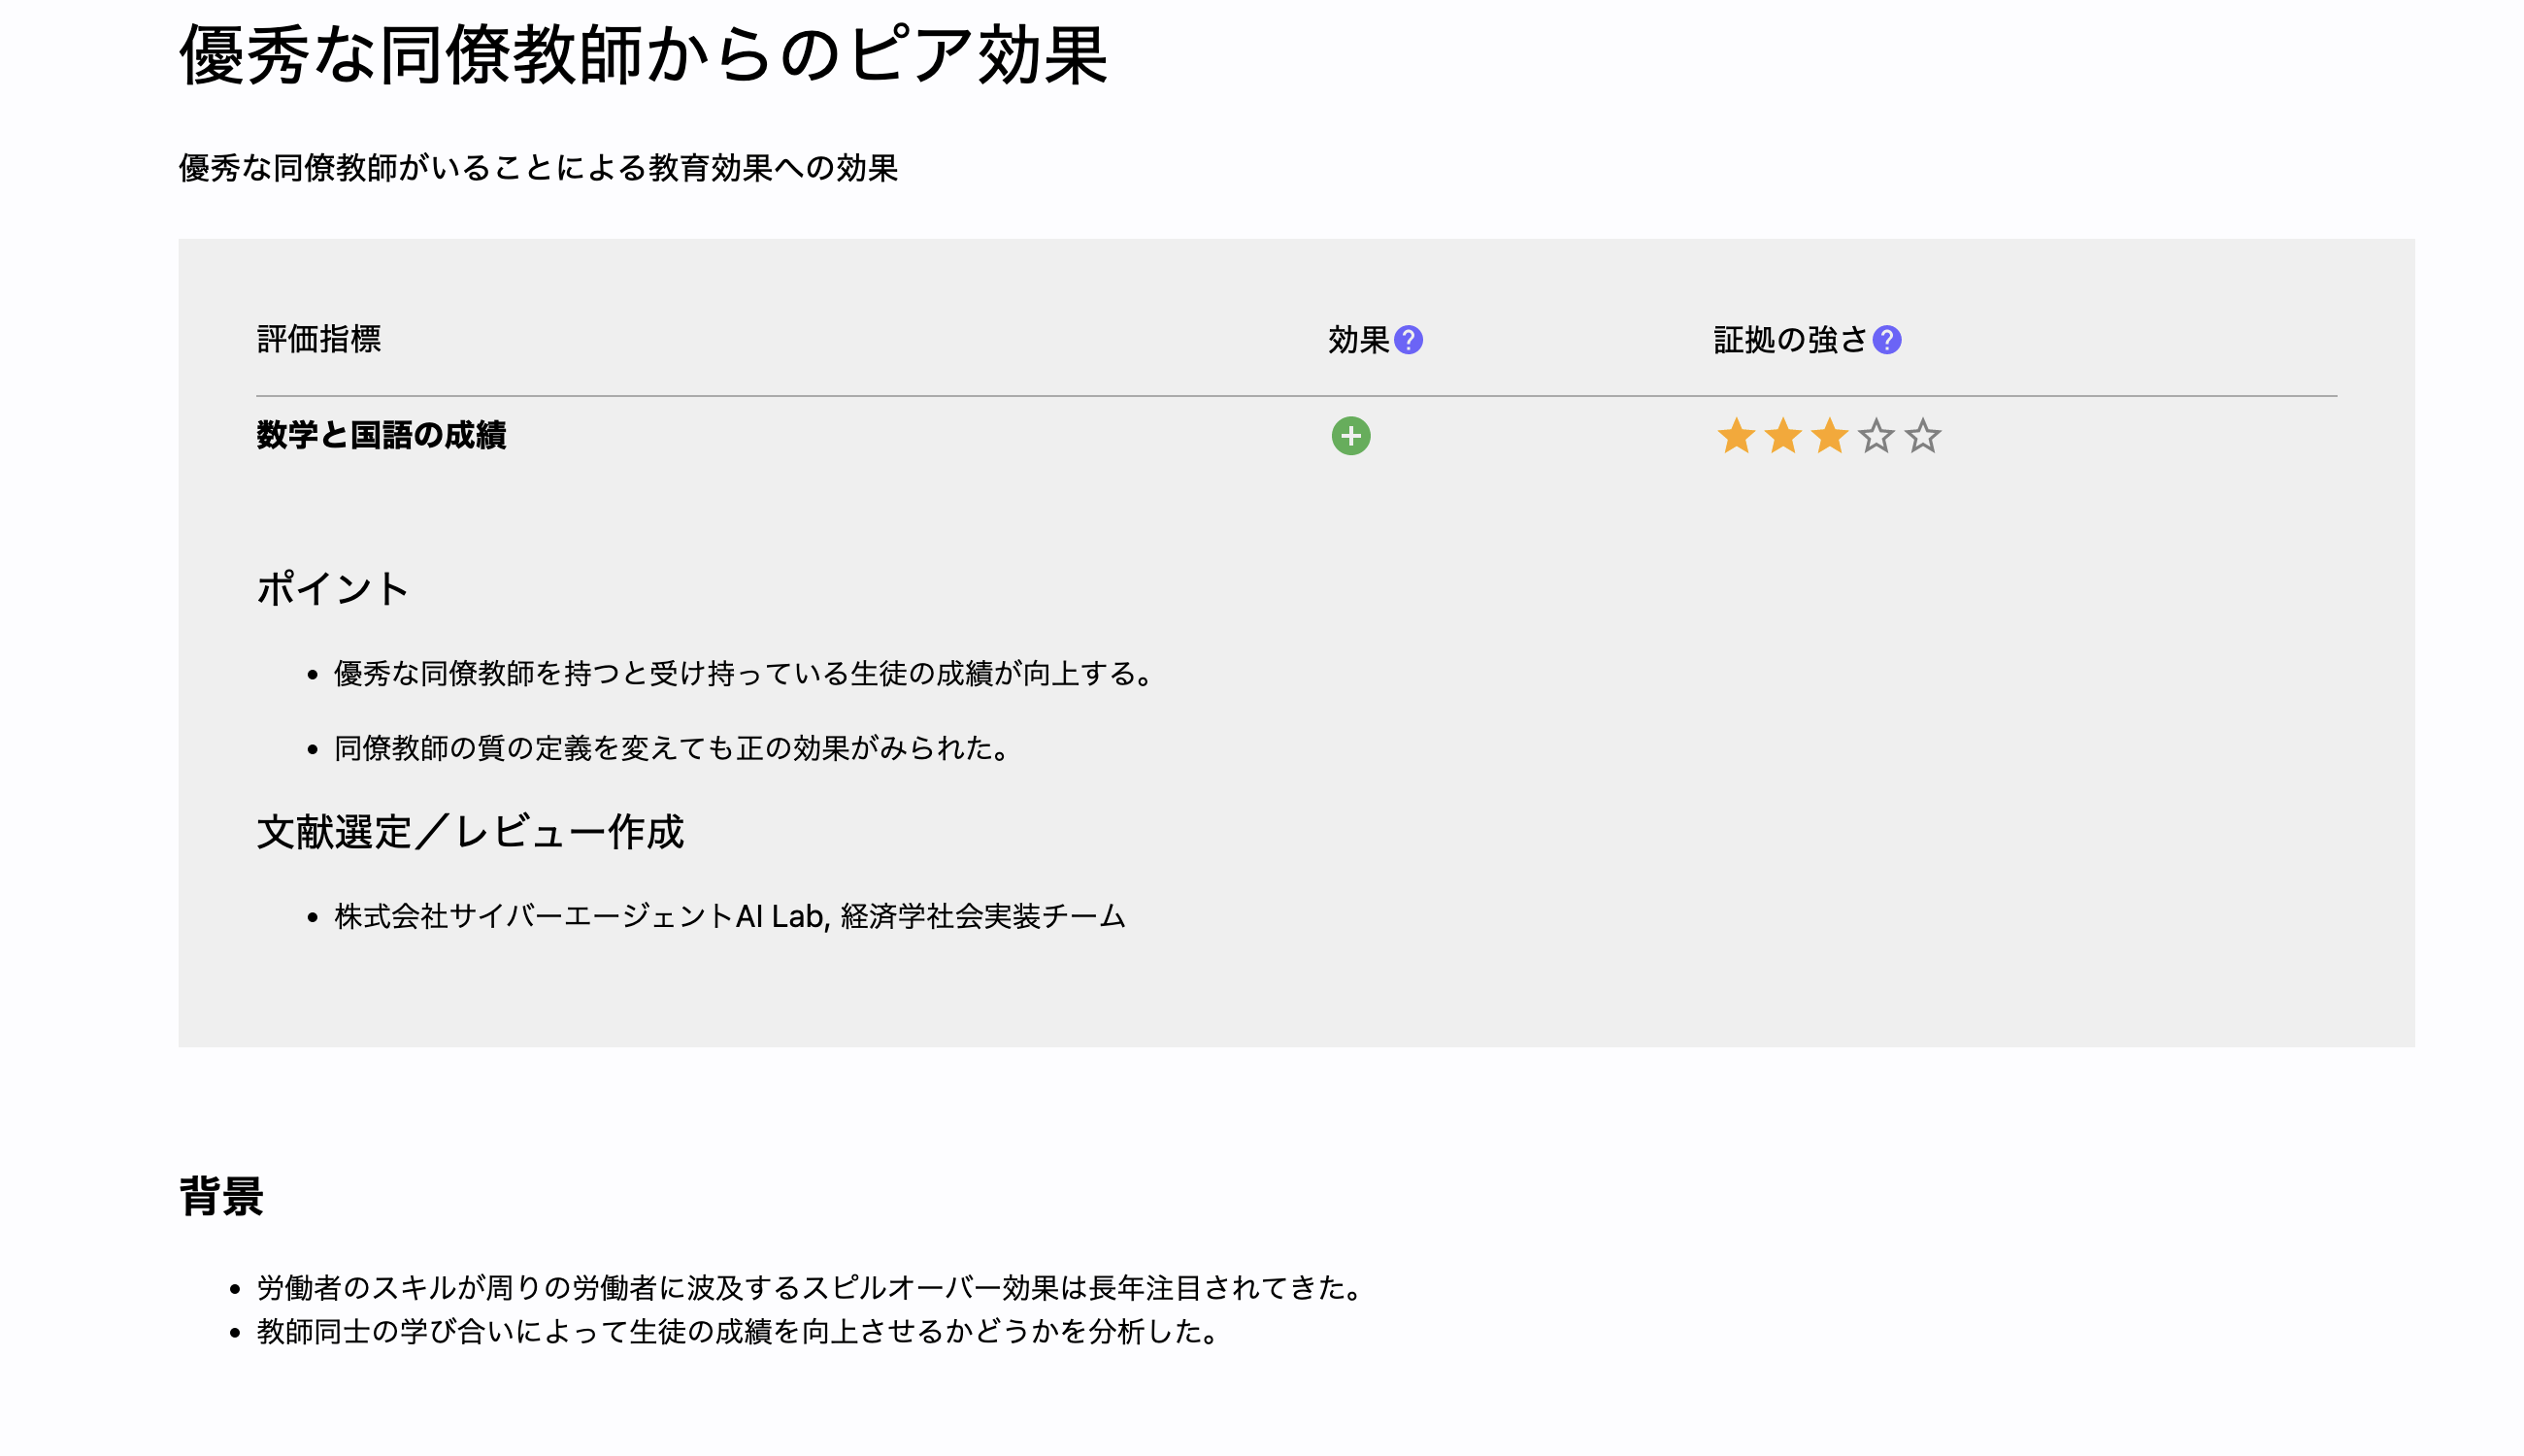 優秀な同僚教師からのピア効果
優秀な同僚教師がいることによる教育効果への効果
評価指標 効果? 証拠の強さ?
数学と国語の成績
ポイント
• 優秀な同僚教師を持つと受け持っている生徒の成績が向上する。
• 同僚教師の質の定義を変えても正の効果がみられた。
文献選定／レビュー作成
• 株式会社サイバーエージェントAI Lab, 経済学社会実装チーム
背景
• 労働者のスキルが周りの労働者に波及するスピルオーバー効果は長年注目されてきた。
• 教師同士の学び合いによって生徒の成績を向上させるかどうかを分析した。